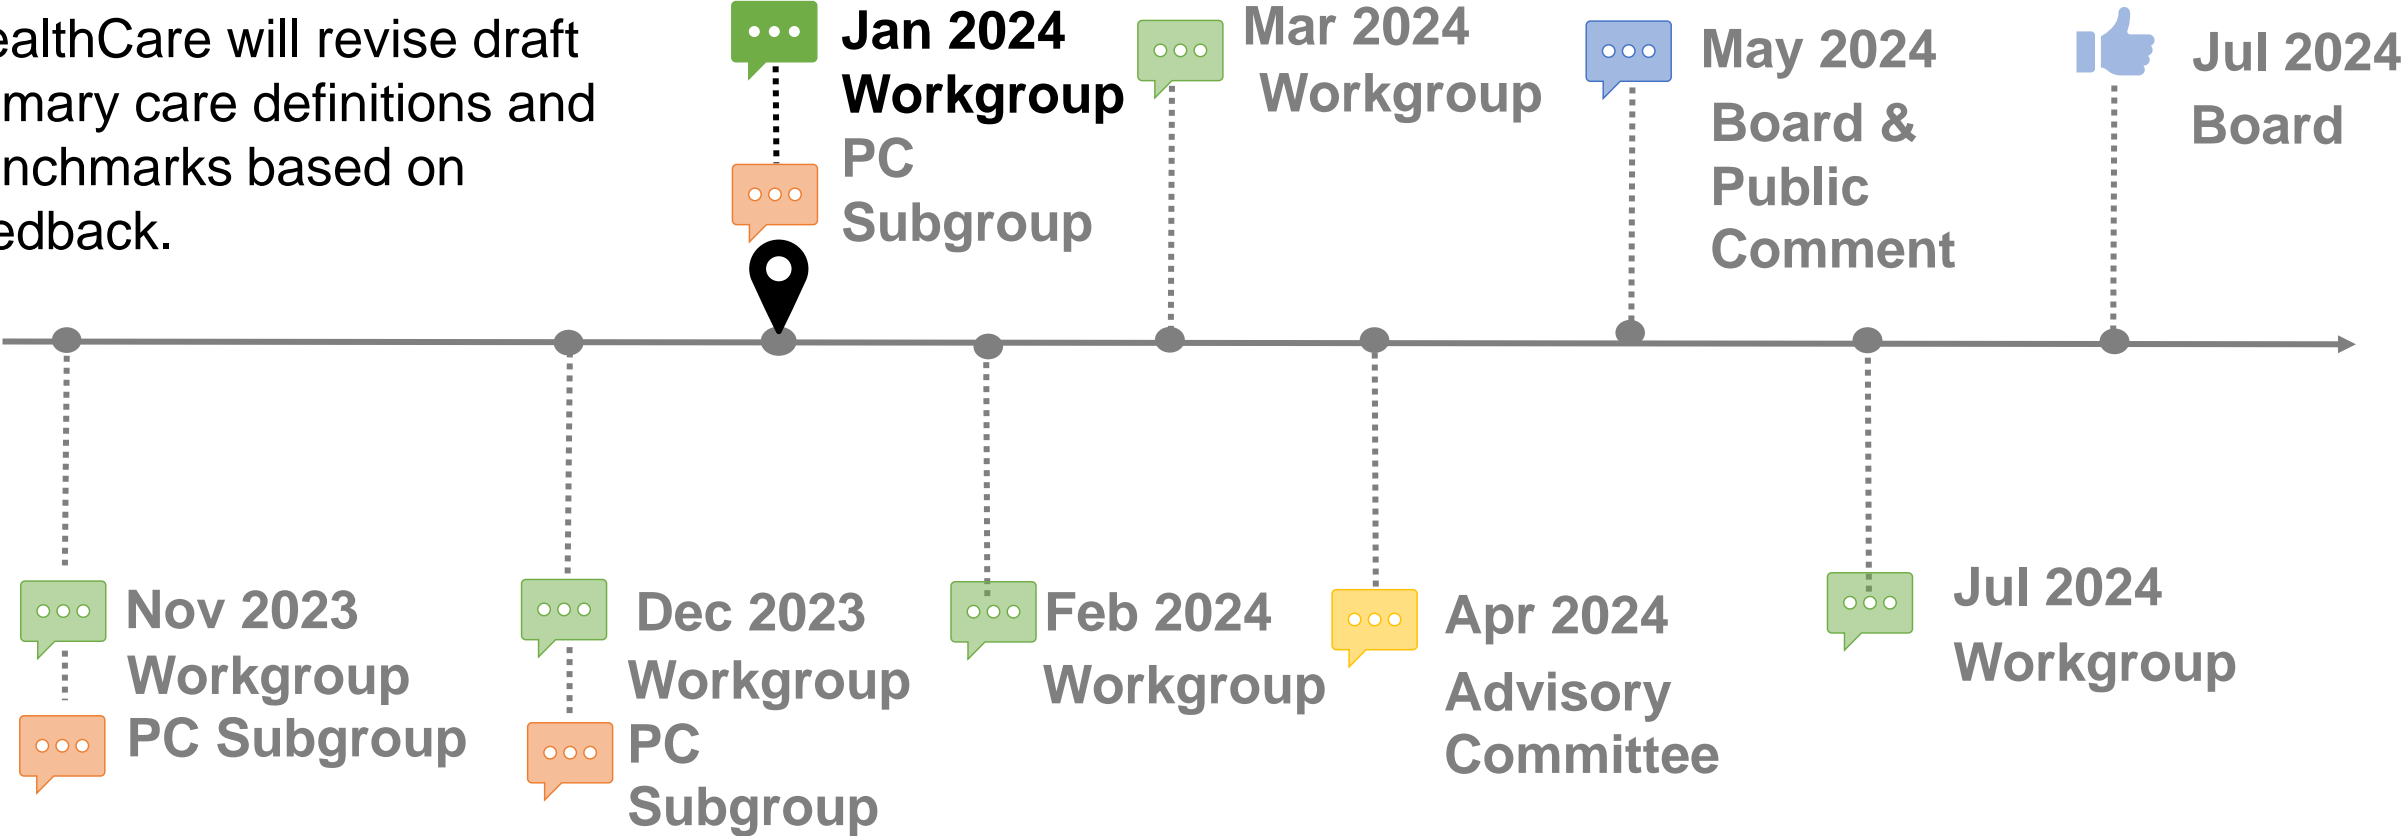 ealthCare will revise draft
mary care definitions and
nchmarks based on
edback.
Jan 2024
Workgroup
PC
Subgroup
Mar 2024
Workgroup
May 2024
Board &
Public
Comment
Jul 2024
Board
Nov 2023
Workgroup
PC Subgroup
Dec 2023
Workgroup
PC
Subgroup
Feb 2024
Workgroup
Apr 2024
Advisory
Committee
Jul 2024
Workgroup